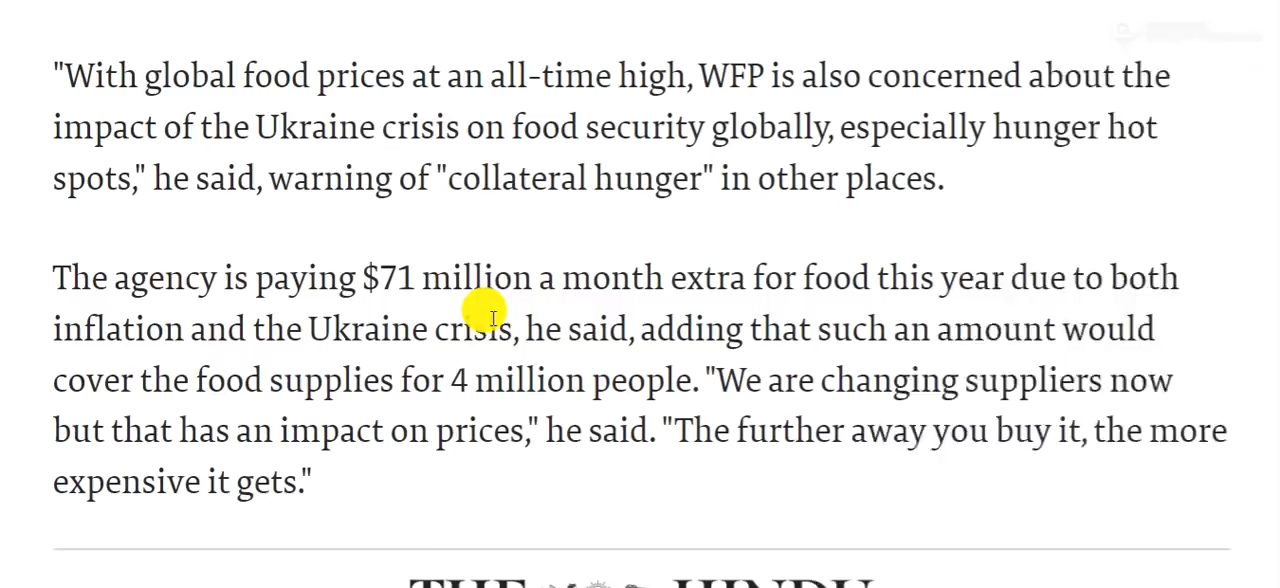 "With global food prices at an all-time high, WFP is also concerned about the
impact of the Ukraine crisis on food security globally, especially hunger hot
spots," he said, warning of "collateral hunger" in other places.
The agency is paying $71 million a month extra for food this year due to both
inflation and the Ukraine crisis, he said, adding that such an amount would
cover the food supplies for 4 million people. "We are changing suppliers now
but that has an impact on prices," he said. "The further away you buy it, the more
expensive it gets."
THE HINDU